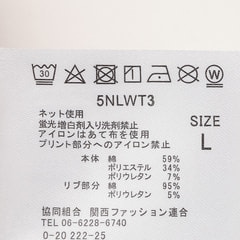 30 W
5NLWT3
ネット使用
蛍光増白剤入り洗剤禁止
アイロンはあて布を使用
プリント部分へのアイロン禁止
本体 綿 59%
ポリエステル 34%
ポリウレタン 7%
リブ部分 綿 95%
ポリウレタン 5%
SIZE
L
協同組合 関西ファッション連合
TEL 06-6228-6740
0-20 222-25